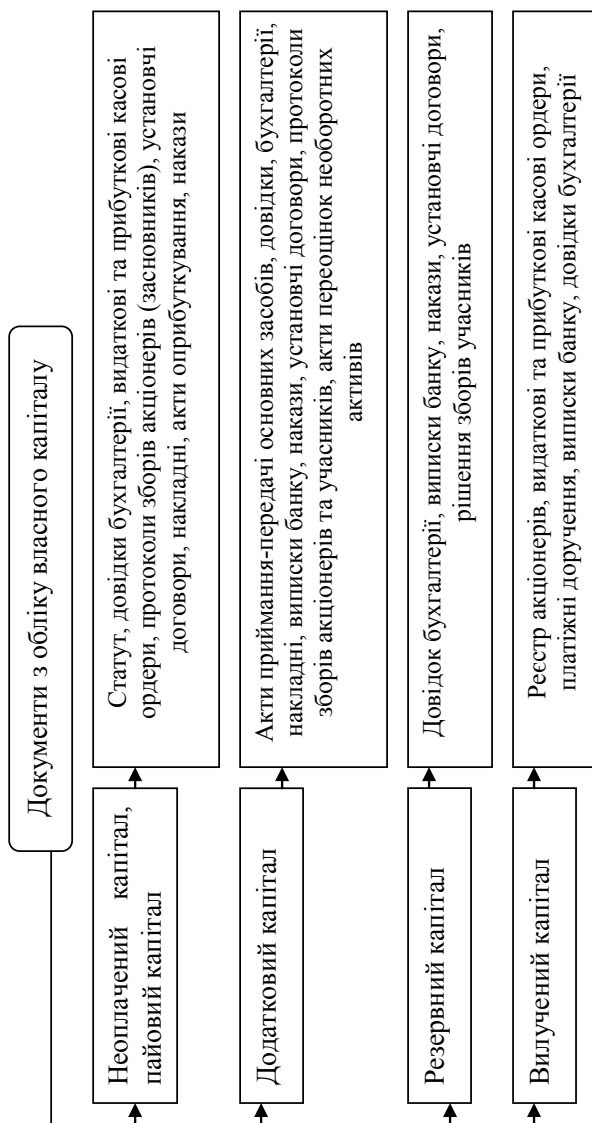 Документи з обліку власного капіталу
Неоплачений капітал,
пайовий капітал
Статут, довідки бухгалтерії, видаткові та прибуткові касові
ордери, протоколи зборів акціонерів (засновників), установчі
договори, накладні, акти оприбуткування, накази
Додатковий капітал
Акти приймання-передачі основних засобів, довідки, бухгалтерії,
накладні, виписки банку, накази, установчі договори, протоколи
зборів акціонерів та учасників, акти переоцінок необоротних
активів
Резервний капітал
Довідок бухгалтерії, виписки банку, накази, установчі договори,
рішення зборів учасників
Вилучений капітал
Реєстр акціонерів, видаткові та прибуткові касові ордери,
платіжні доручення, виписки банку, довідки бухгалтерії